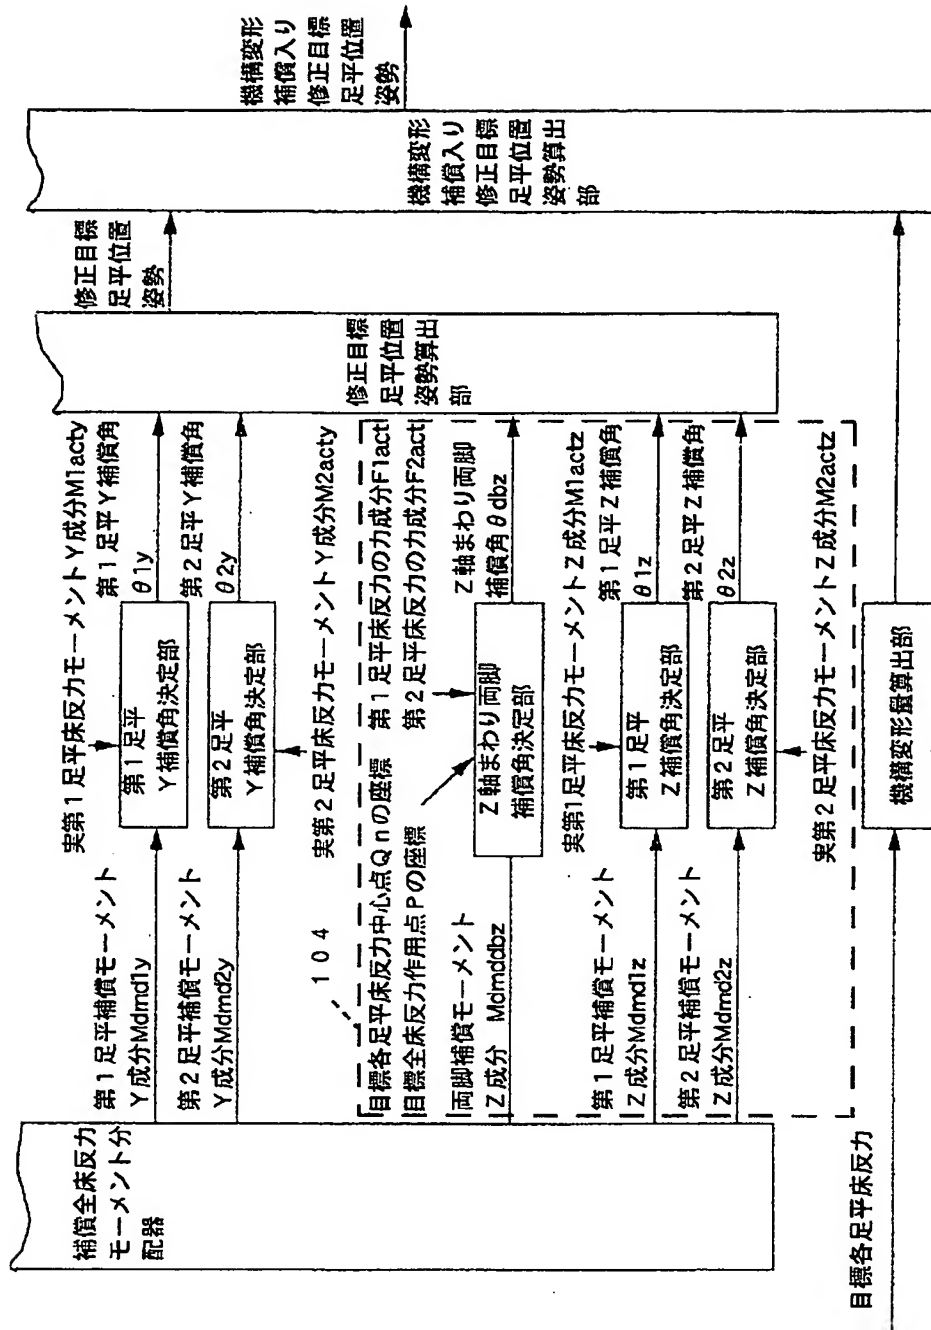 補償全床反力
モーメント分
配器
第1足平補償モーメント
Y成分Mdmd1y
第2足平補償モーメント
Y成分Mdmd2y
実第1足平床反力モーメントY成分M1acty
第1足平
Y補償角決定部
第1足平Y補償角
θ1y
第2足平
Y補償角決定部
第2足平Y補償角
θ2y
実第2足平床反力モーメントY成分M2acty
104
目標各足平床反力中心点Qnの座標
目標全床反力作用点Pの座標
第1足平床反力の力成分F1act
第2足平床反力の力成分F2act
両脚補償モーメント
Z成分 Mdmddbz
Z軸まわり両脚
補償角決定部
Z軸まわり両脚
補償角θdbz
実第1足平床反力モーメントZ成分M1actz
第1足平補償モーメント
Z成分Mdmd1z
第1足平
Z補償角決定部
第1足平Z補償角
θ1z
第2足平補償モーメント
Z成分Mdmd2z
第2足平
Z補償角決定部
第2足平Z補償角
θ2z
実第2足平床反力モーメントZ成分M2actz
目標各足平床反力
機構変形量算出部
修正目標
足平位置
姿勢算出
部
修正目標
足平位置
姿勢
機構変形
補償入り
修正目標
足平位置
姿勢算出
部
機構変形
補償入り
修正目標
足平位置
姿勢